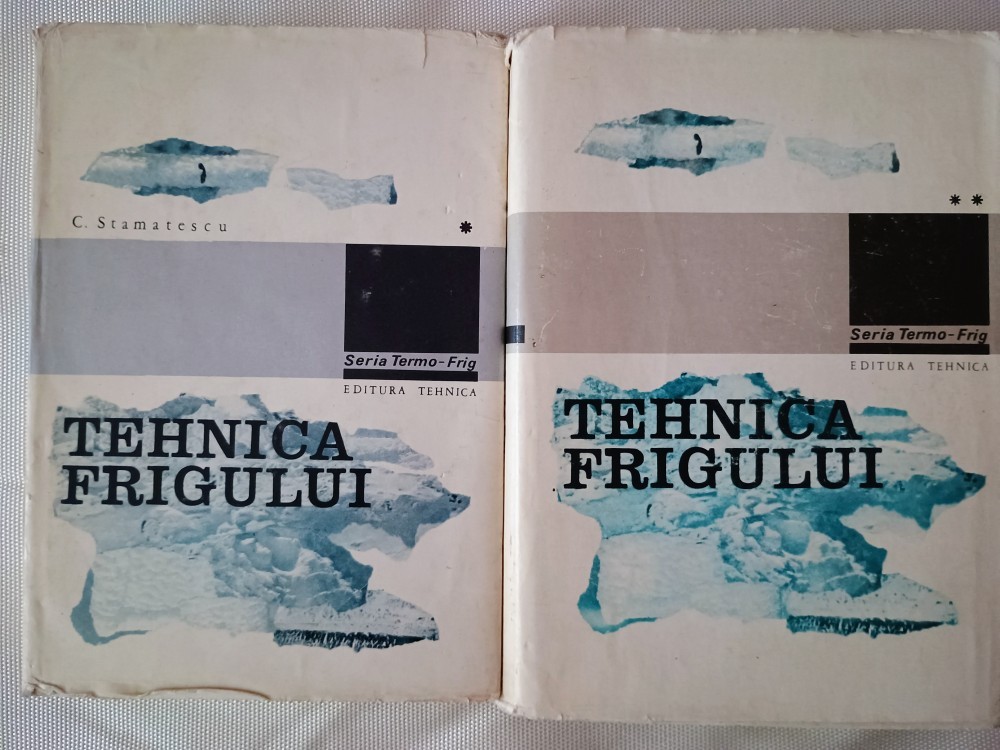 C. Stamatescu
*
Seria Termo-Frig
EDITURA TEHNICA
TEHNICA
FRIGULUI
* *
Seria Termo-Frig
EDITURA TEHNICA
TEHNICA
FRIGULUI